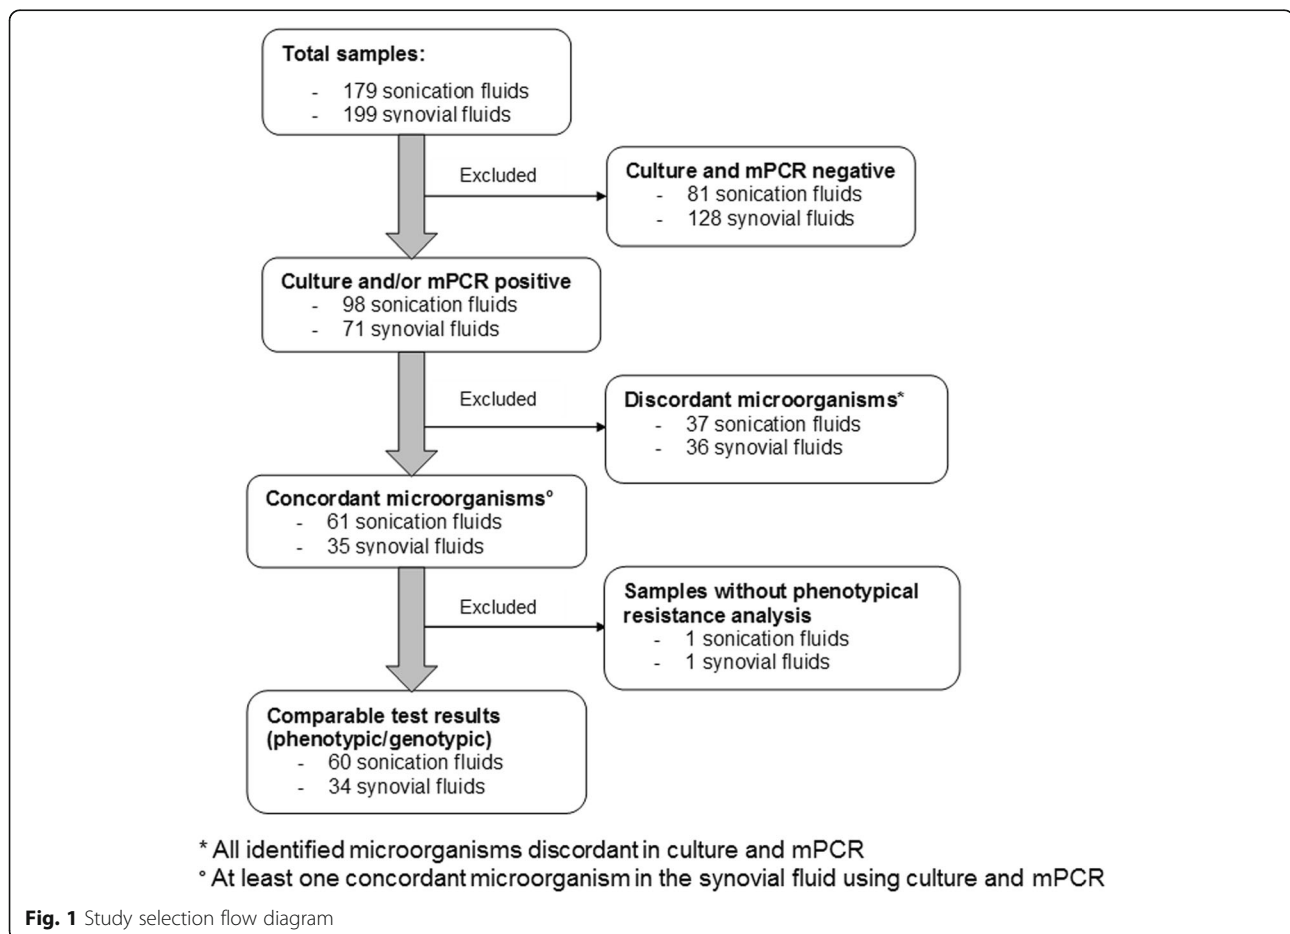 Total samples:
- 179 sonication fluids
- 199 synovial fluids
Excluded
Culture and mPCR negative
- 81 sonication fluids
- 128 synovial fluids
Culture and/or mPCR positive
- 98 sonication fluids
- 71 synovial fluids
Excluded
Discordant microorganisms*
- 37 sonication fluids
- 36 synovial fluids
Concordant microorganisms°
- 61 sonication fluids
- 35 synovial fluids
Excluded
Samples without phenotypical
resistance analysis
- 1 sonication fluids
- 1 synovial fluids
Comparable test results
(phenotypic/genotypic)
- 60 sonication fluids
- 34 synovial fluids
* All identified microorganisms discordant in culture and mPCR
° At least one concordant microorganism in the synovial fluid using culture and mPCR
Fig. 1 Study selection flow diagram